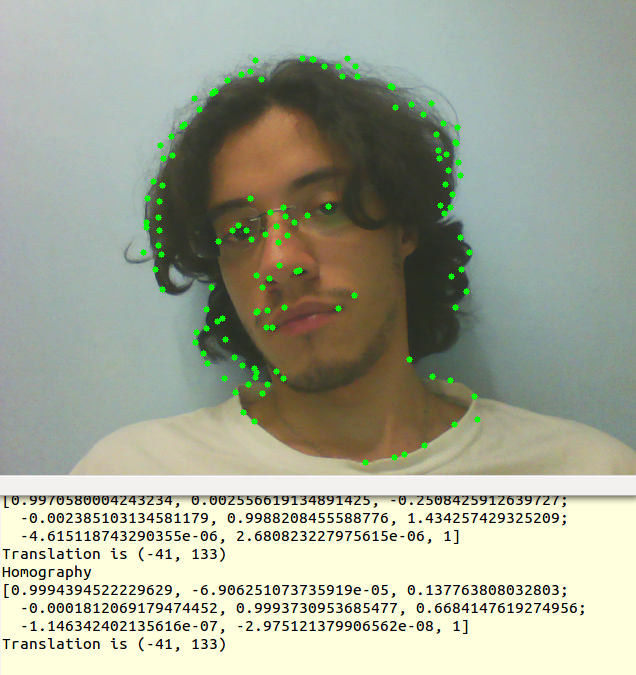 [0.9970580004243234, 0.002556619134891425, -0.2508425912639727;
-0.002385103134581179, 0.9988208455588776, 1.434257429325209;
-4.615118743290355e-06, 2.680823227975615e-06, 1]
Translation is (-41, 133)
Homography
[0.9994394522229629, -6.906251073735919e-05, 0.137763808032803;
-0.0001812069179474452, 0.9993730953685477, 0.6684147619274956;
-1.146342402135616e-07, -2.975121379906562e-08, 1]
Translation is (-41, 133)